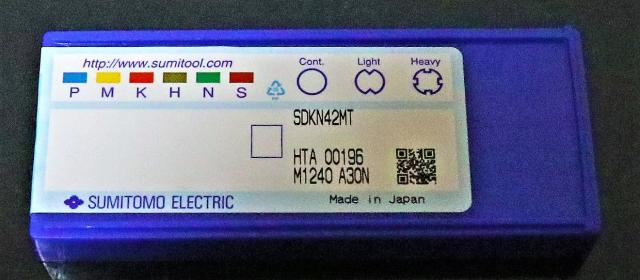 http://www.sumitool.com
Cont. Light Heavy
P M K H N S
SDKN42MT
HTA 00196
M1240 A30N
SUMITOMO ELECTRIC
Made in Japan